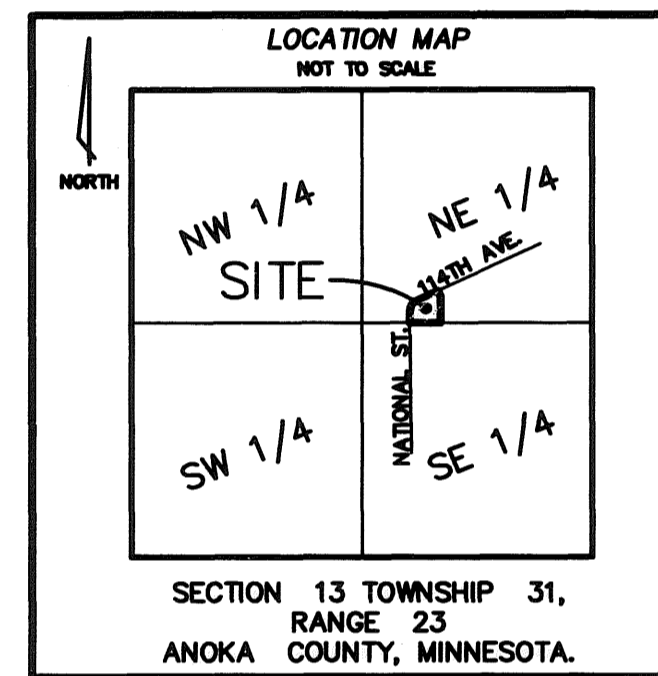 LOCATION MAP
NOT TO SCALE
NORTH
NW 1/4
NE 1/4
SITE
114TH AVE.
NATIONAL ST.
SW 1/4
SE 1/4
SECTION 13 TOWNSHIP 31,
RANGE 23
ANOKA COUNTY, MINNESOTA.